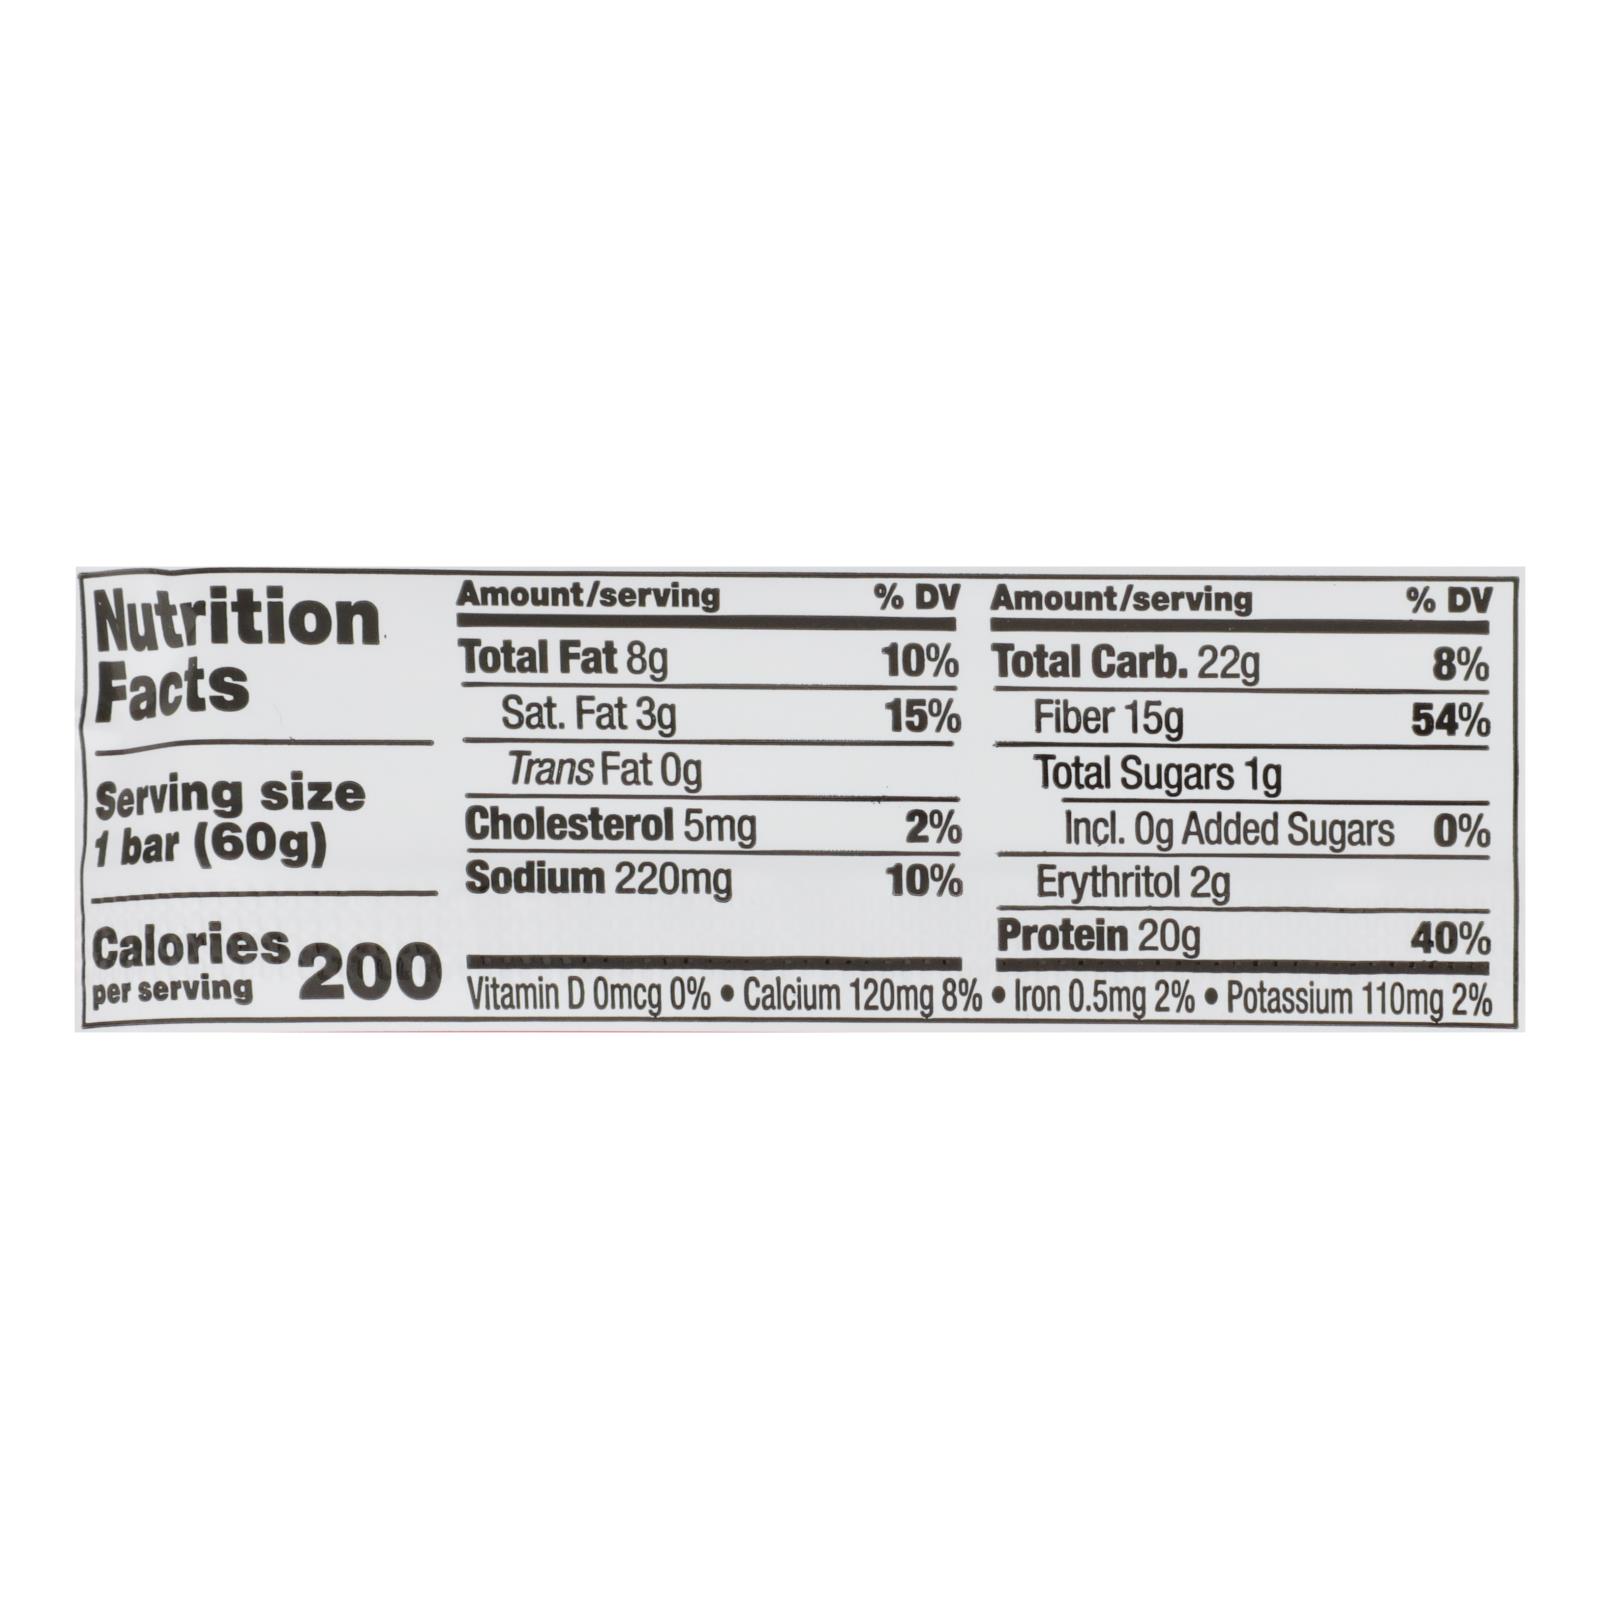 Nutrition
Facts
Serving size
1 bar (60g)
Calories 200
per serving
Amount/serving % DV
Total Fat 8g 10%
Sat. Fat 3g 15%
Trans Fat 0g
Cholesterol 5mg 2%
Sodium 220mg 10%
Amount/serving % DV
Total Carb. 22g 8%
Fiber 15g 54%
Total Sugars 1g
Incl. 0g Added Sugars 0%
Erythritol 2g
Protein 20g 40%
Vitamin D 0mcg 0% • Calcium 120mg 8% • Iron 0.5mg 2% • Potassium 110mg 2%